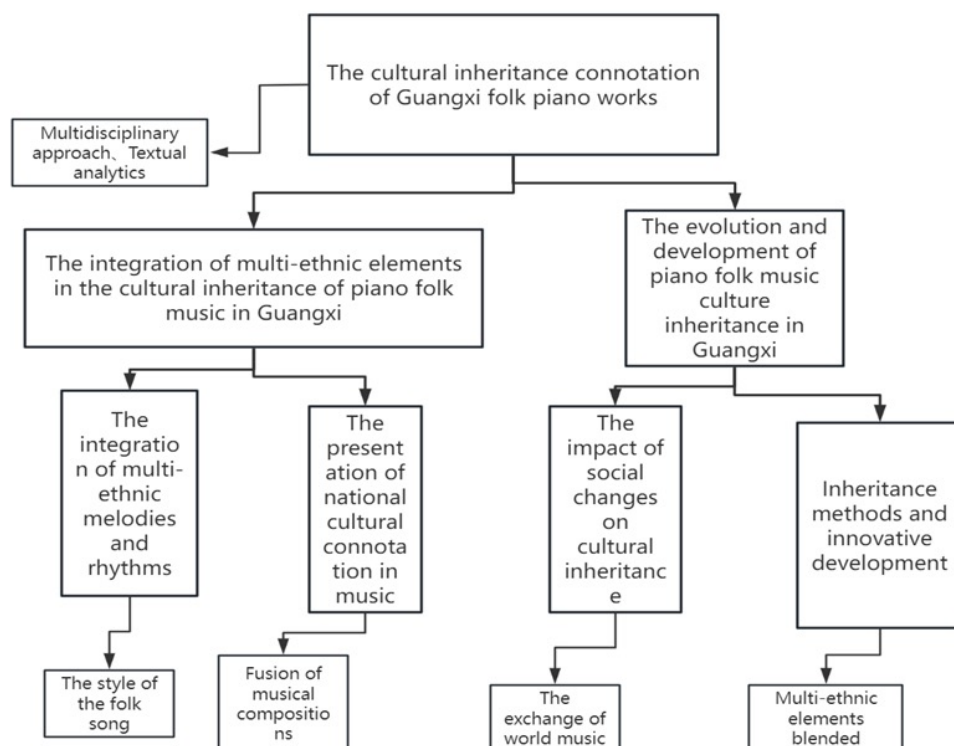 The cultural inheritance connotation
of Guangxi folk piano works
Multidisciplinary
approach、Textual
analytics
The integration of multi-ethnic elements
in the cultural inheritance of piano folk
music in Guangxi
The evolution and
development of
piano folk music
culture
inheritance in
Guangxi
The
integratio
n of multi-
ethnic
melodies
and
rhythms
The
present
ation of
national
cultural
connota
tion in
music
The
impact of
social
changes
on
cultural
inheritanc
e
Inheritance
methods and
innovative
development
The style of
the folk
song
Fusion of
musical
compositio
ns
The
exchange of
world music
Multi-ethnic
elements
blended